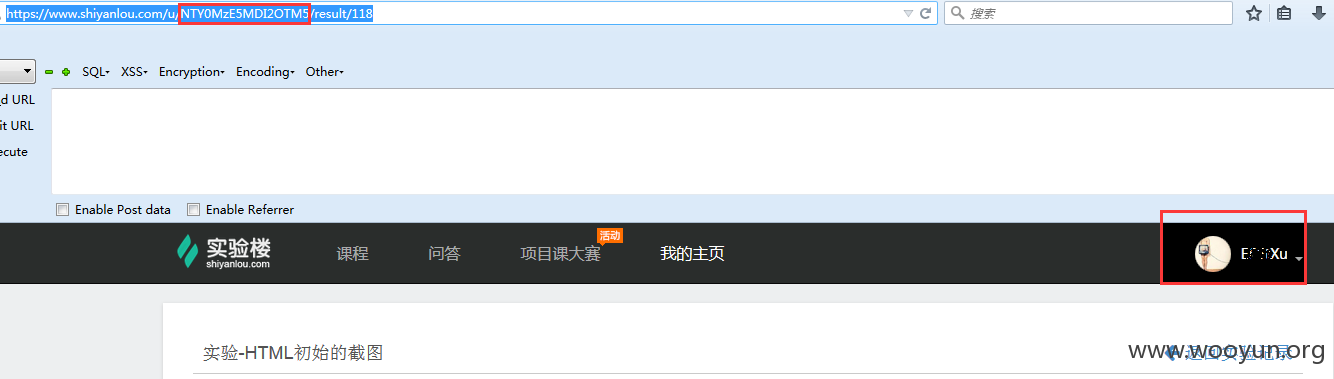 https://www.shiyanlou.com/u/NTY0MzE5MDI2OTM5/result/118
搜索
SQL XSS Encryption Encoding Other
d URL
it URL
ecute
Enable Post data Enable Referrer
实验楼
shiyanlou.com
课程 问答 项目课大赛 活动 我的主页
实验-HTML初始的截图
www.wooyun.org